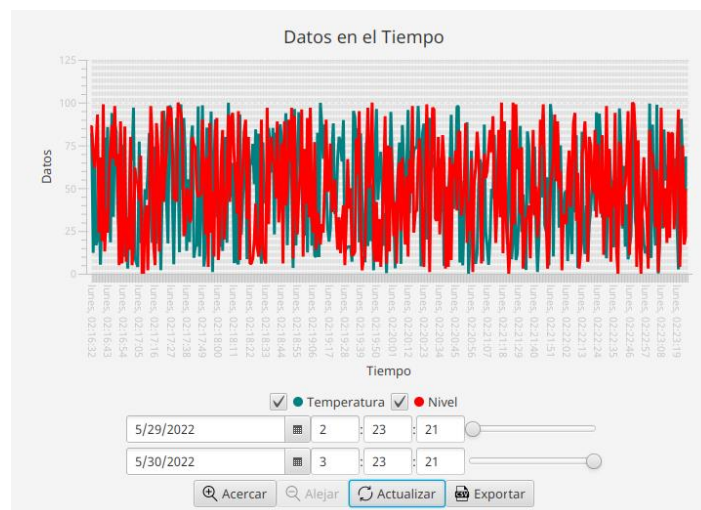 Datos en el Tiempo
125
100
75
50
25
0
Datos
lunes, 02:16:32
lunes, 02:16:43
lunes, 02:16:54
lunes, 02:17:05
lunes, 02:17:16
lunes, 02:17:27
lunes, 02:17:38
lunes, 02:17:49
lunes, 02:18:00
lunes, 02:18:11
lunes, 02:18:22
lunes, 02:18:33
lunes, 02:18:44
lunes, 02:18:55
lunes, 02:19:06
lunes, 02:19:17
lunes, 02:19:28
lunes, 02:19:39
lunes, 02:19:50
lunes, 02:20:01
lunes, 02:20:12
lunes, 02:20:23
lunes, 02:20:34
lunes, 02:20:45
lunes, 02:20:56
lunes, 02:21:07
lunes, 02:21:18
lunes, 02:21:29
lunes, 02:21:40
lunes, 02:21:51
lunes, 02:22:02
lunes, 02:22:13
lunes, 02:22:24
lunes, 02:22:35
lunes, 02:22:46
lunes, 02:22:57
lunes, 02:23:08
lunes, 02:23:19
Tiempo
Temperatura Nivel
5/29/2022 2 : 23 : 21
5/30/2022 3 : 23 : 21
Acercar Alejar Actualizar CSV Exportar